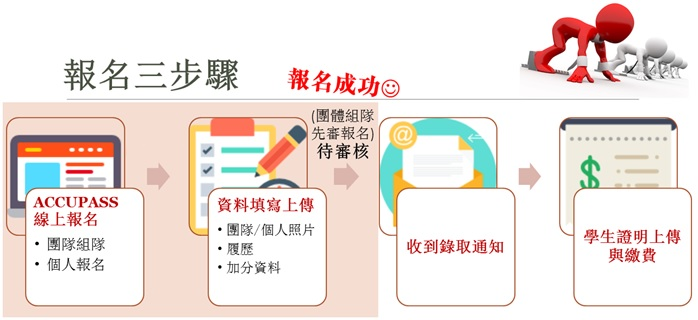 報名三步驟
報名成功☺
ACCUPASS
線上報名
• 團隊組隊
• 個人報名
資料填寫上傳
• 團隊/個人照片
• 履歷
• 加分資料
(團體組隊
先審報名)
待審核
@
收到錄取通知
$
學生證明上傳
與繳費